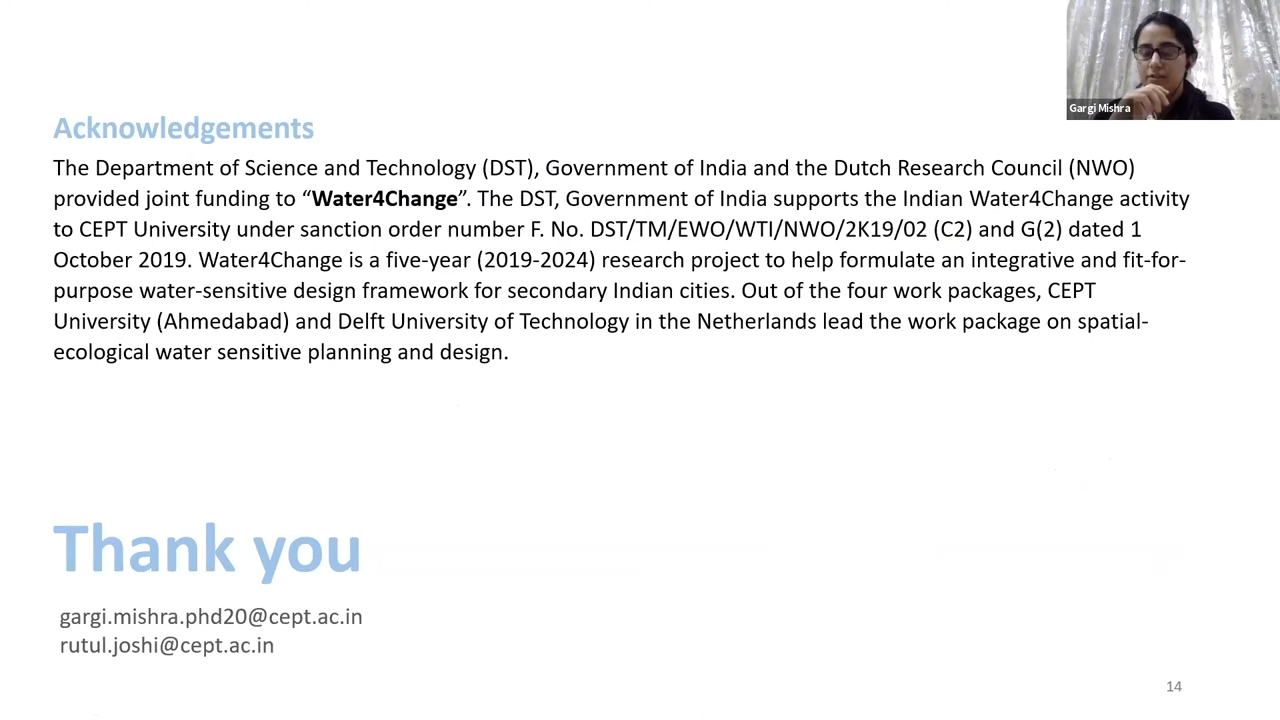 Gargi Mishra
Acknowledgements
The Department of Science and Technology (DST), Government of India and the Dutch Research Council (NWO)
provided joint funding to “Water4Change”. The DST, Government of India supports the Indian Water4Change activity
to CEPT University under sanction order number F. No. DST/TM/EWO/WTI/NWO/2K19/02 (C2) and G(2) dated 1
October 2019. Water4Change is a five-year (2019-2024) research project to help formulate an integrative and fit-for-
purpose water-sensitive design framework for secondary Indian cities. Out of the four work packages, CEPT
University (Ahmedabad) and Delft University of Technology in the Netherlands lead the work package on spatial-
ecological water sensitive planning and design.
Thank you
gargi.mishra.phd20@cept.ac.in
rutul.joshi@cept.ac.in
14